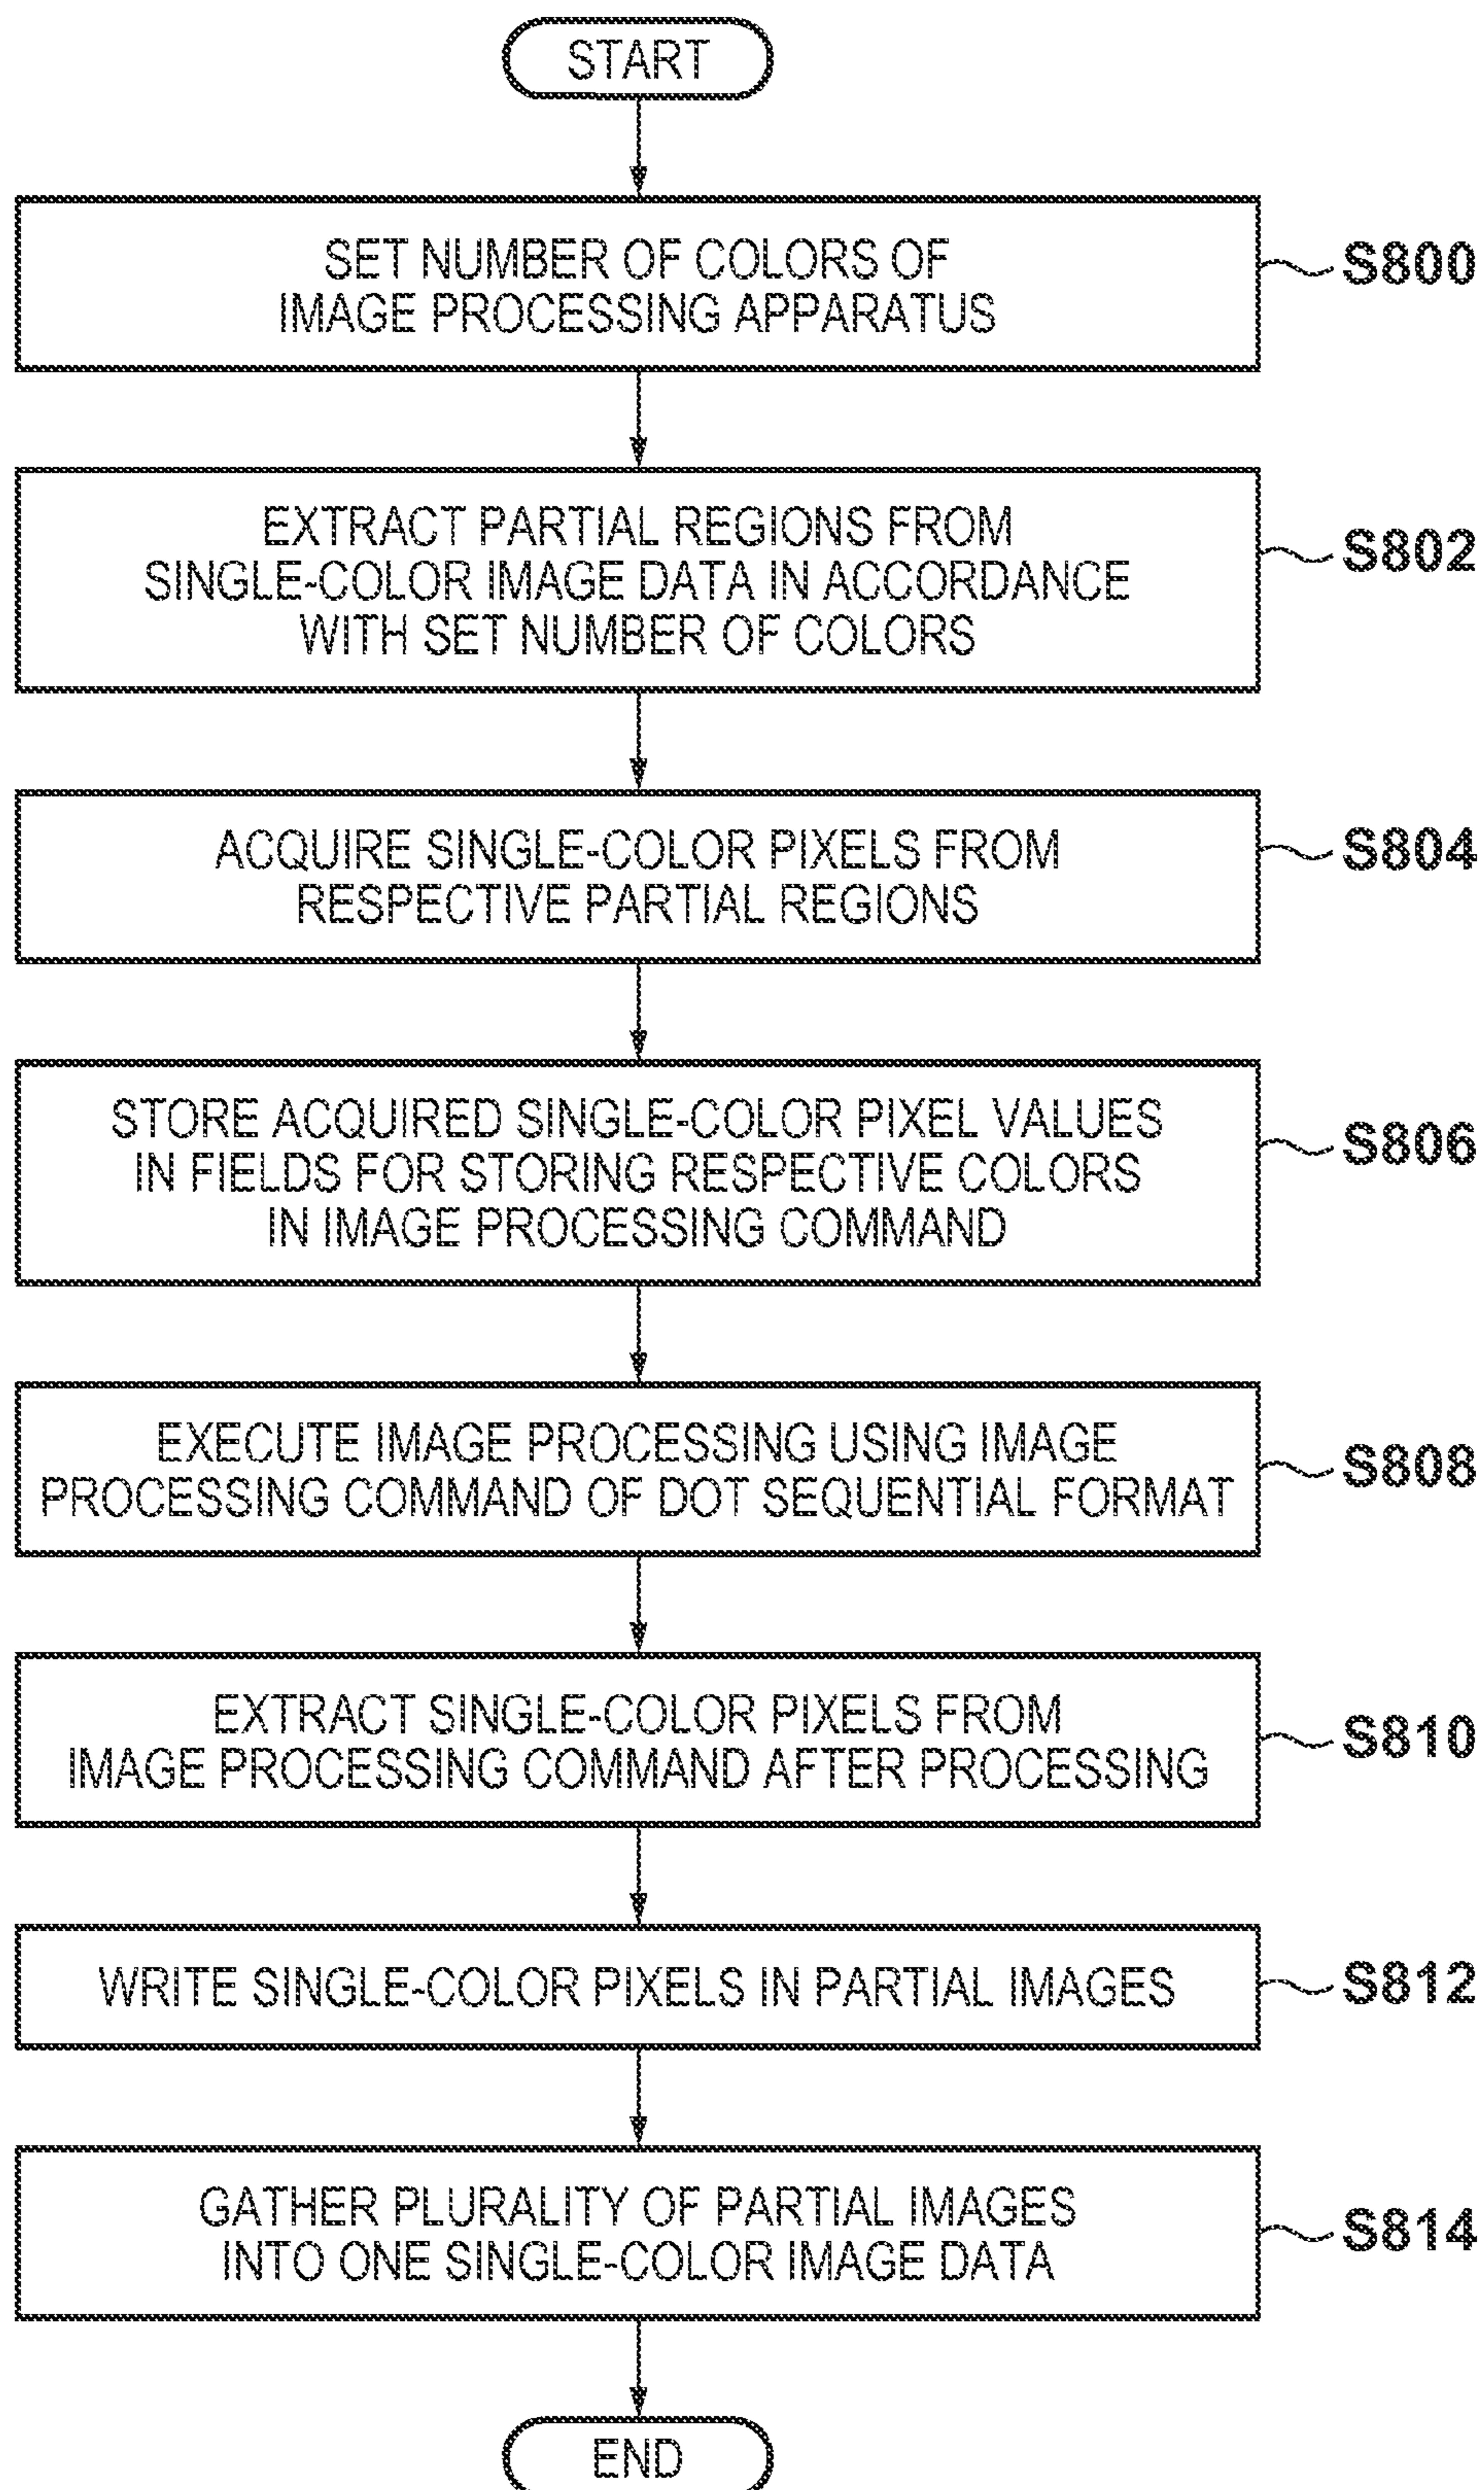 START
SET NUMBER OF COLORS OF
IMAGE PROCESSING APPARATUS
S800
EXTRACT PARTIAL REGIONS FROM
SINGLE-COLOR IMAGE DATA IN ACCORDANCE
WITH SET NUMBER OF COLORS
S802
ACQUIRE SINGLE-COLOR PIXELS FROM
RESPECTIVE PARTIAL REGIONS
S804
STORE ACQUIRED SINGLE-COLOR PIXEL VALUES
IN FIELDS FOR STORING RESPECTIVE COLORS
IN IMAGE PROCESSING COMMAND
S806
EXECUTE IMAGE PROCESSING USING IMAGE
PROCESSING COMMAND OF DOT SEQUENTIAL FORMAT
S808
EXTRACT SINGLE-COLOR PIXELS FROM
IMAGE PROCESSING COMMAND AFTER PROCESSING
S810
WRITE SINGLE-COLOR PIXELS IN PARTIAL IMAGES
S812
GATHER PLURALITY OF PARTIAL IMAGES
INTO ONE SINGLE-COLOR IMAGE DATA
S814
END